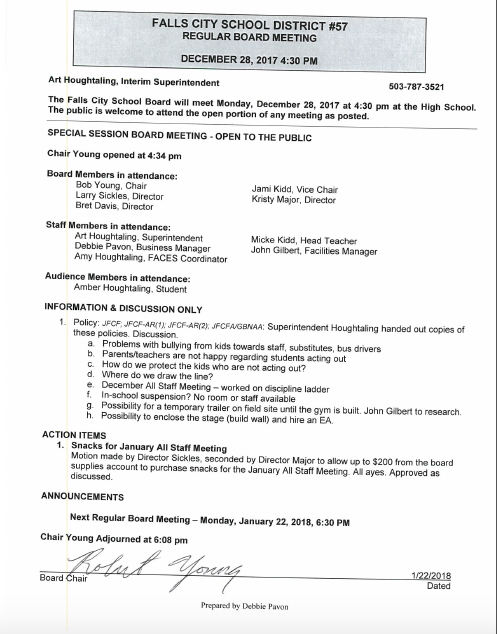 FALLS CITY SCHOOL DISTRICT #57
REGULAR BOARD MEETING
DECEMBER 28, 2017 4:30 PM
Art Houghtaling, Interim Superintendent 503-787-3521
The Falls City School Board will meet Monday, December 28, 2017 at 4:30 pm at the High School.
The public is welcome to attend the open portion of any meeting as posted.
SPECIAL SESSION BOARD MEETING - OPEN TO THE PUBLIC
Chair Young opened at 4:34 pm
Board Members in attendance:
Bob Young, Chair Jami Kidd, Vice Chair
Larry Sickles, Director Kristy Major, Director
Bret Davis, Director
Staff Members in attendance:
Art Houghtaling, Superintendent Micke Kidd, Head Teacher
Debbie Pavon, Business Manager John Gilbert, Facilities Manager
Amy Houghtaling, FACES Coordinator
Audience Members in attendance:
Amber Houghtaling, Student
INFORMATION & DISCUSSION ONLY
1. Policy: JFCF; JFCF-AR(1); JFCF-AR(2); JFCFA/GBNAA: Superintendent Houghtaling handed out copies of
these policies. Discussion.
a. Problems with bullying from kids towards staff, substitutes, bus drivers
b. Parents/teachers are not happy regarding students acting out
c. How do we protect the kids who are not acting out?
d. Where do we draw the line?
e. December All Staff Meeting – worked on discipline ladder
f. In-school suspension? No room or staff available
g. Possibility for a temporary trailer on field site until the gym is built. John Gilbert to research.
h. Possibility to enclose the stage (build wall) and hire an EA.
ACTION ITEMS
1. Snacks for January All Staff Meeting
Motion made by Director Sickles, seconded by Director Major to allow up to $200 from the board
supplies account to purchase snacks for the January All Staff Meeting. All ayes. Approved as
discussed.
ANNOUNCEMENTS
Next Regular Board Meeting – Monday, January 22, 2018, 6:30 PM
Chair Young Adjourned at 6:08 pm
Robert Young
Board Chair 1/22/2018
Dated
Prepared by Debbie Pavon